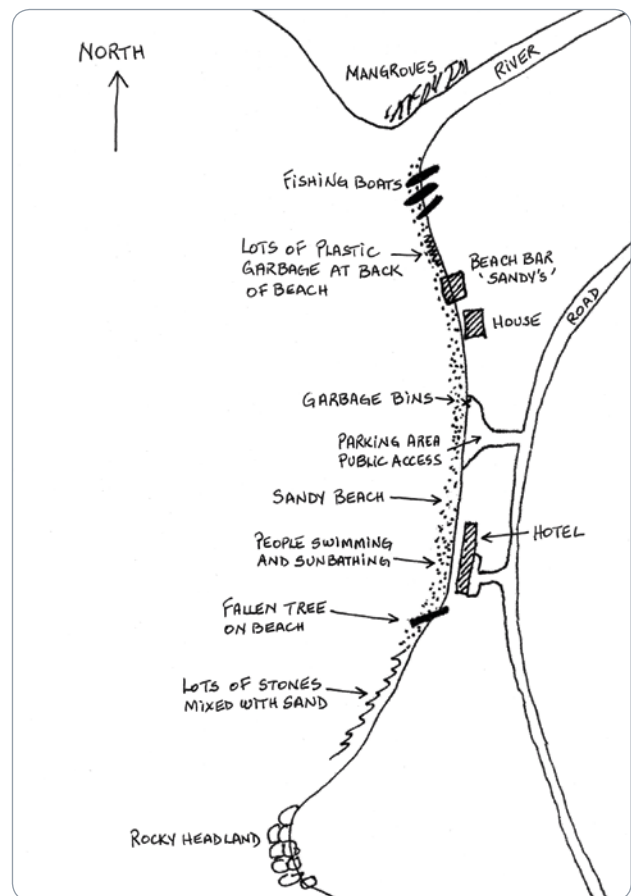 NORTH
MANGROVES
RIVER
FISHING BOATS
LOTS OF PLASTIC
GARBAGE AT BACK
OF BEACH
BEACH BAR
'SANDY'S'
HOUSE
ROAD
GARBAGE BINS
PARKING AREA
PUBLIC ACCESS
SANDY BEACH
HOTEL
PEOPLE SWIMMING
AND SUNBATHING
FALLEN TREE
ON BEACH
LOTS OF STONES
MIXED WITH SAND
ROCKY HEADLAND